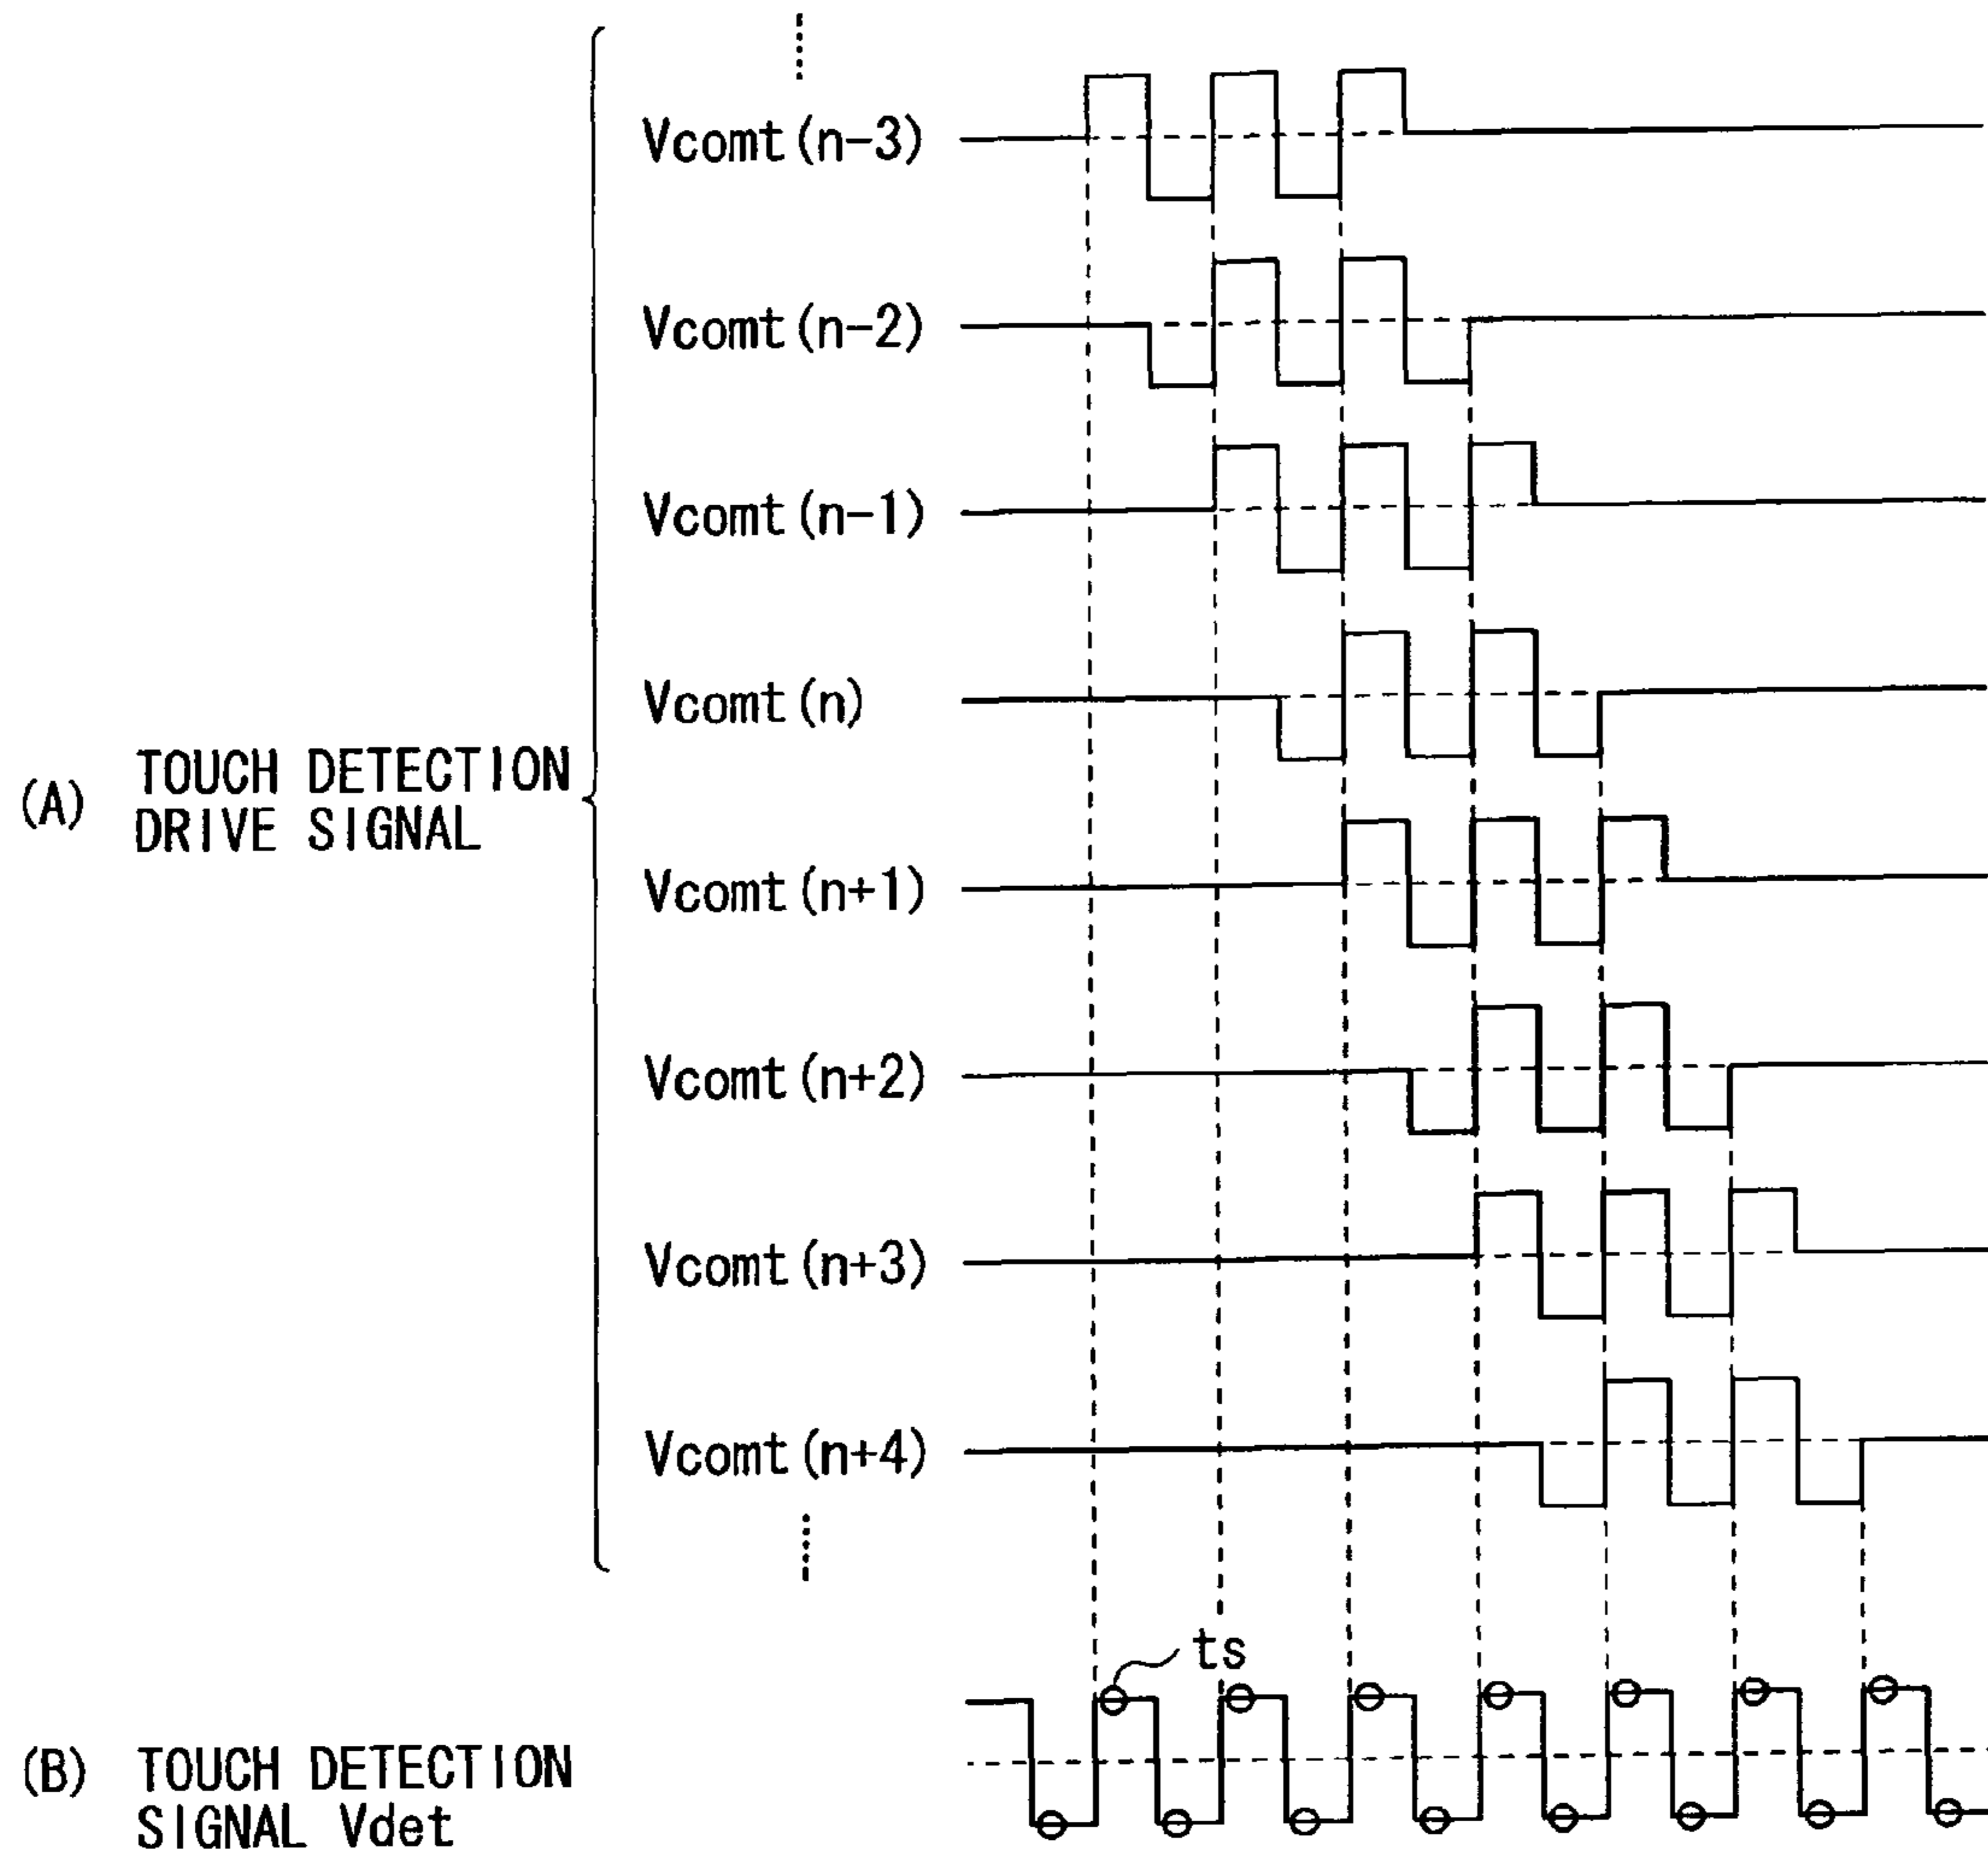 Vcomt(n-3)
Vcomt(n-2)
Vcomt(n-1)
Vcomt(n)
(A) TOUCH DETECTION
DRIVE SIGNAL
Vcomt(n+1)
Vcomt(n+2)
Vcomt(n+3)
Vcomt(n+4)
ts
(B) TOUCH DETECTION
SIGNAL Vdet